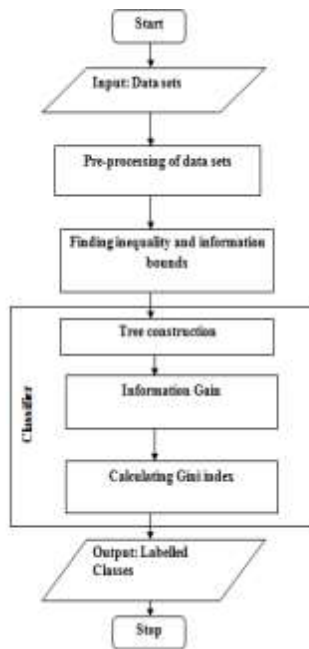 Start
Input: Data sets
Pre-processing of data sets
Finding inequality and information
bounds
Classifier
Tree construction
Information Gain
Calculating Gini index
Output: Labelled
Classes
Stop